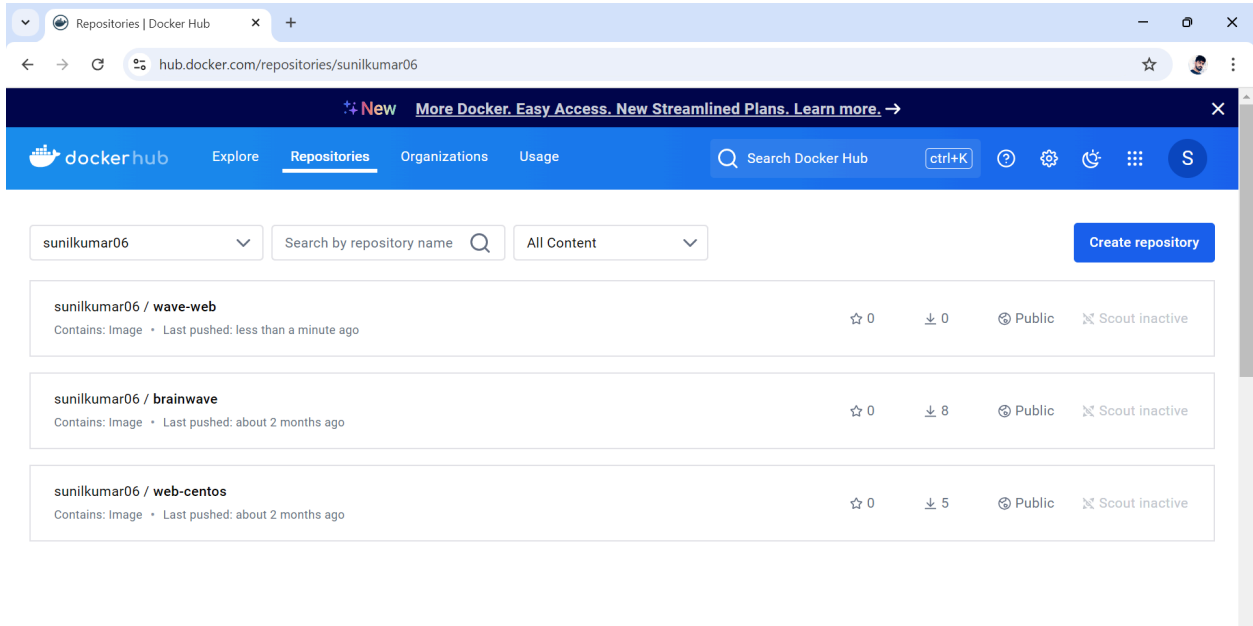 Repositories | Docker Hub
hub.docker.com/repositories/sunilkumar06
New More Docker. Easy Access. New Streamlined Plans. Learn more. →
dockerhub Explore Repositories Organizations Usage Search Docker Hub ctrl+K S
sunilkumar06 Search by repository name All Content Create repository
sunilkumar06 / wave-web
Contains: Image • Last pushed: less than a minute ago
0 0 Public Scout inactive
sunilkumar06 / brainwave
Contains: Image • Last pushed: about 2 months ago
0 8 Public Scout inactive
sunilkumar06 / web-centos
Contains: Image • Last pushed: about 2 months ago
0 5 Public Scout inactive